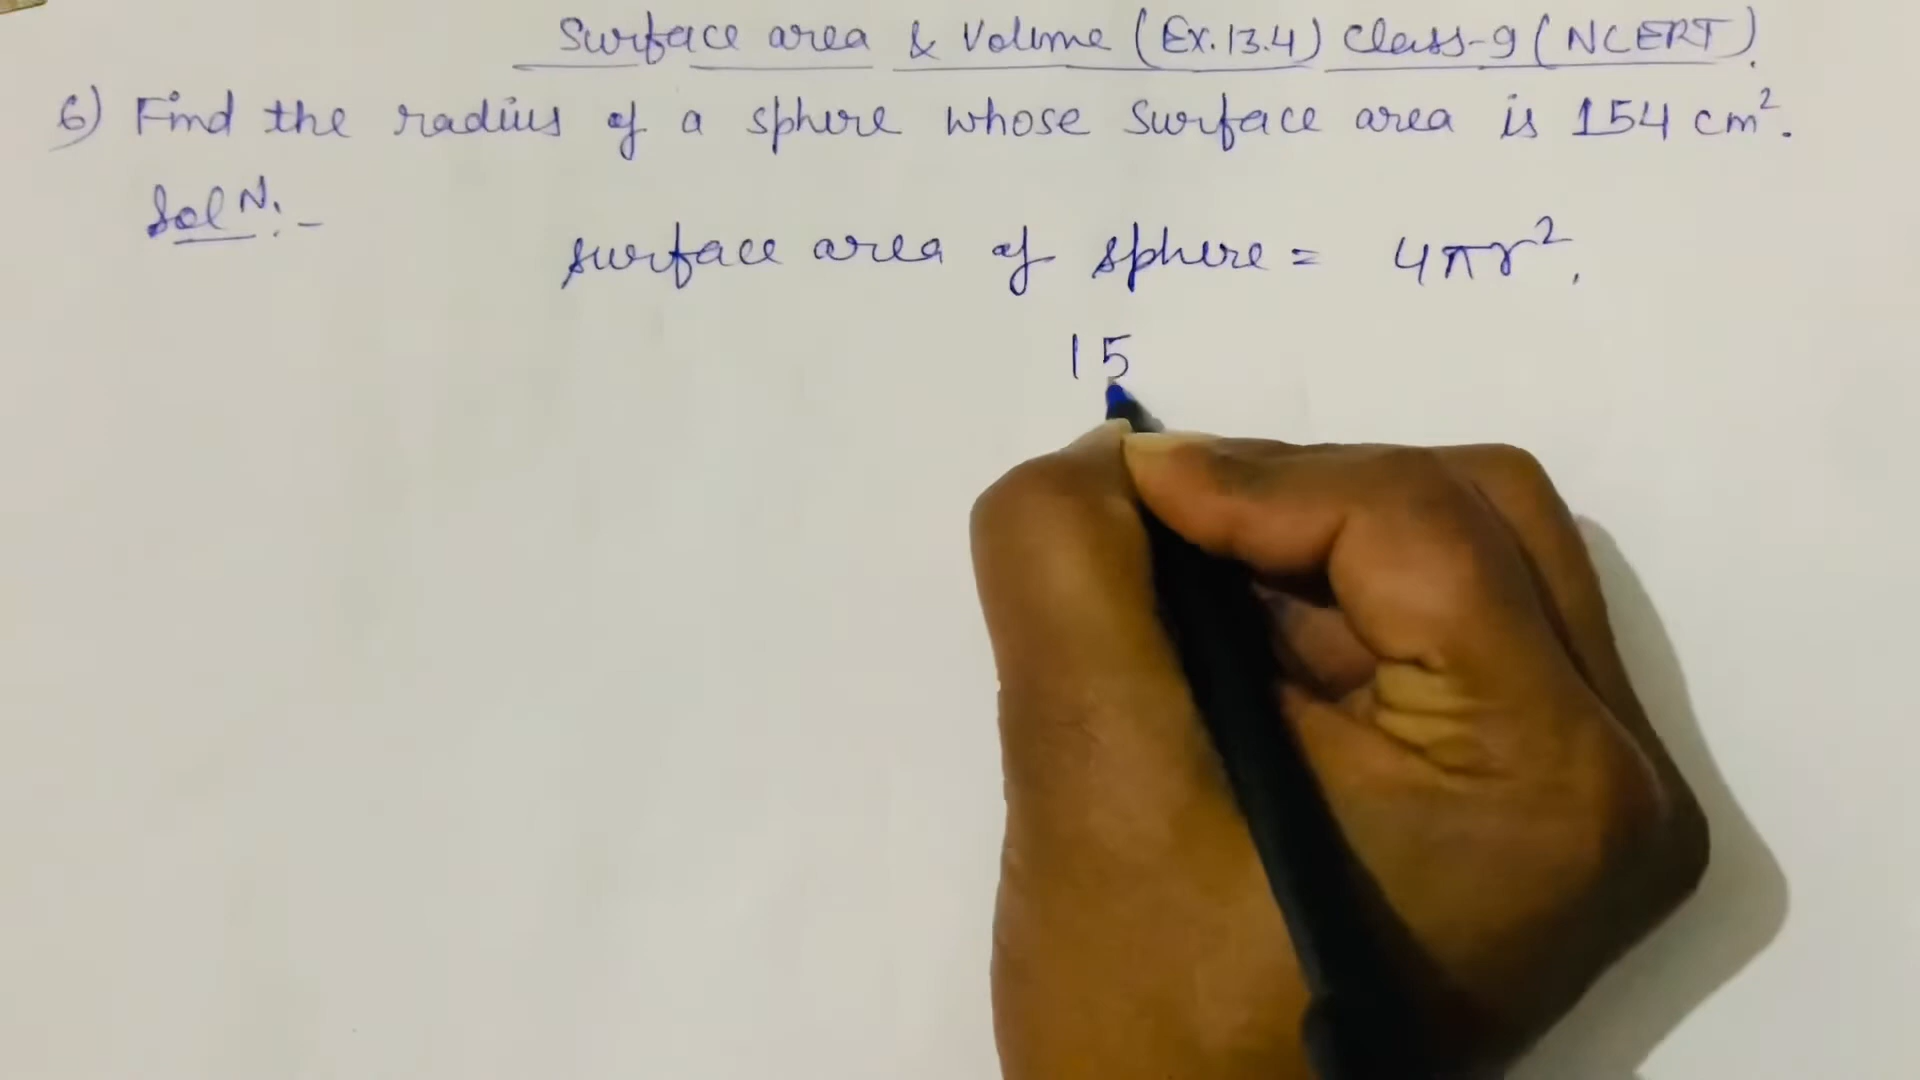 Surface area & Volume (Ex.13.4) Class-9 (NCERT).
6) Find the radius of a sphere whose surface area is 154 cm².
SolN:-
surface area of sphere = 4πr².
15